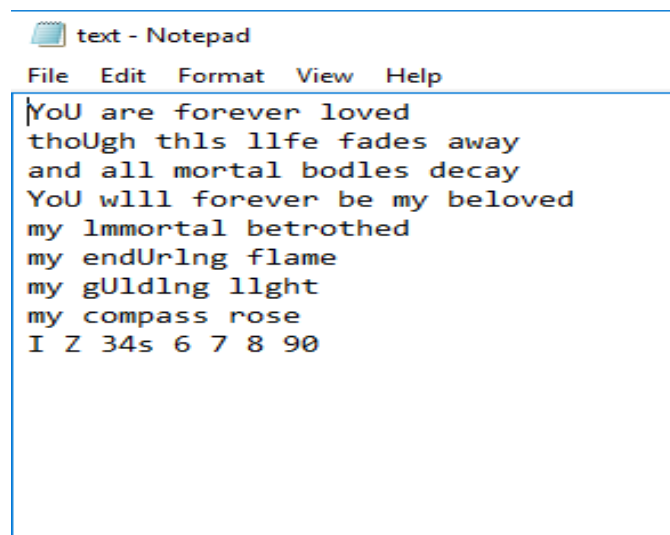 text - Notepad
File Edit Format View Help
YoU are forever loved
thoUgh thls llfe fades away
and all mortal bodles decay
YoU wlll forever be my beloved
my lmmortal betrothed
my endUrlng flame
my gUldlng llght
my compass rose
I Z 34s 6 7 8 90